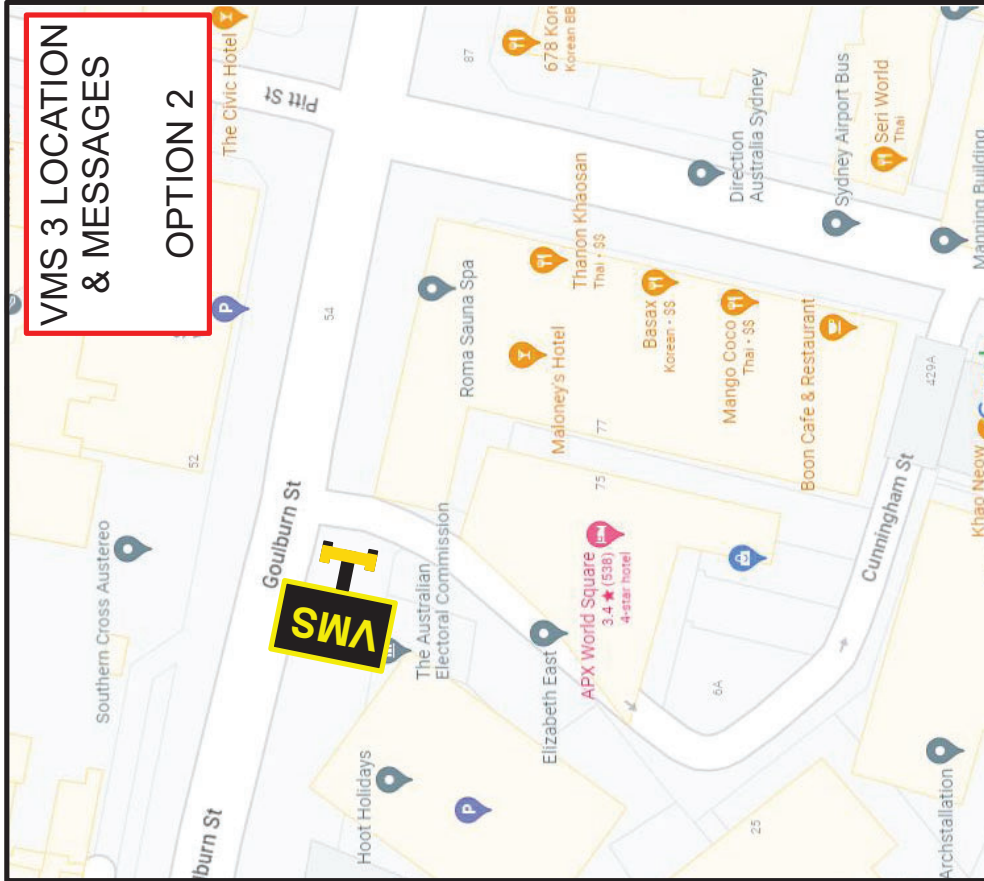 VMS 3 LOCATION
& MESSAGES
OPTION 2
The Civic Hotel
Pitt St
87
678 Kor
Korean BB
54
52
Southern Cross Austereo
Goulburn St
lburn St
VMS
Roma Sauna Spa
Thanon Khaosan
Thai • $$
Direction
Australia Sydney
Sydney Airport Bus
Seri World
Thai
Manning Building
Maloney's Hotel
Basax
Korean • $$
Mango Coco
Thai • $$
Boon Cafe & Restaurant
77
75
429A
Khao Neow
The Australian
Electoral Commission
APX World Square
3.4 ★ (538)
4-star hotel
Elizabeth East
Cunningham St
6A
Hoot Holidays
P
P
25
Archstallation